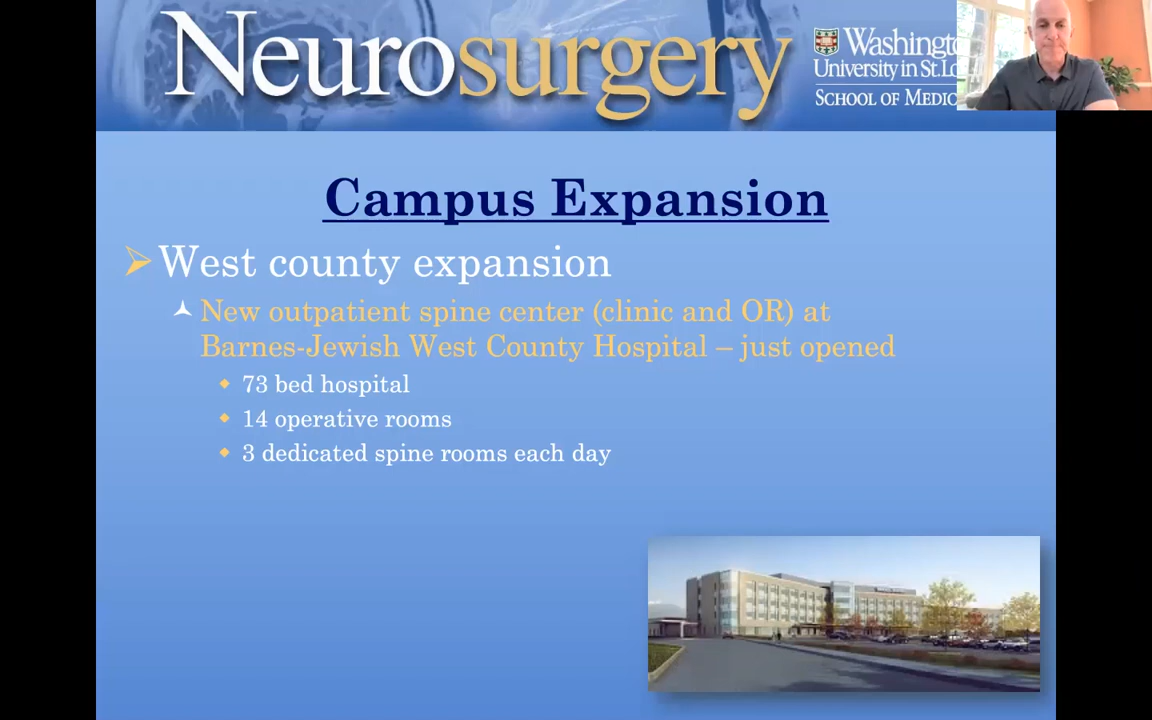 Neurosurgery
Washingt
University in St.Lo
SCHOOL OF MEDIC
Campus Expansion
West county expansion
New outpatient spine center (clinic and OR) at
Barnes-Jewish West County Hospital – just opened
73 bed hospital
14 operative rooms
3 dedicated spine rooms each day